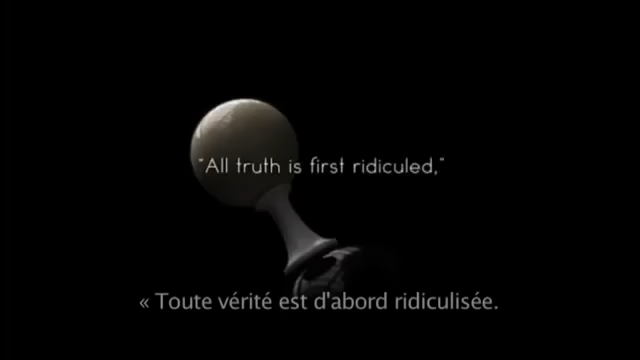 "All truth is first ridiculed,"
« Toute vérité est d'abord ridiculisée.